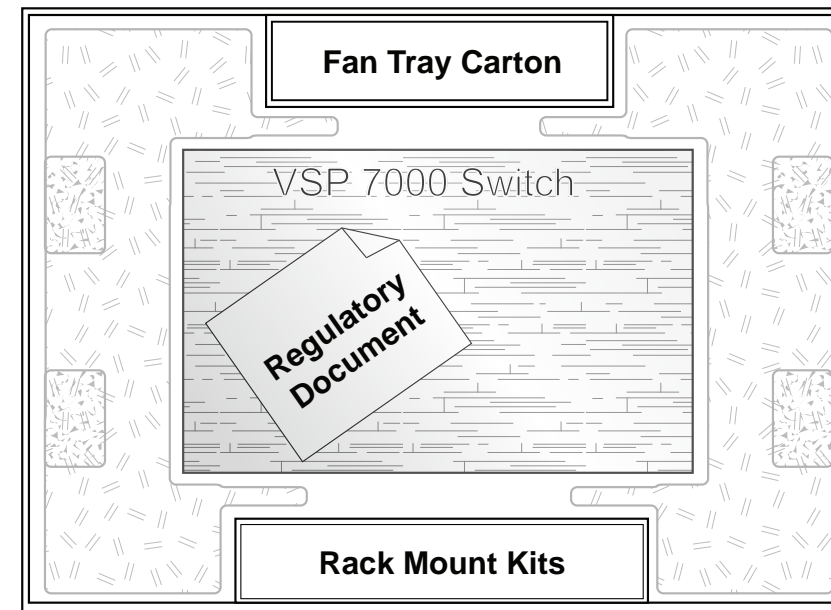 Fan Tray Carton
VSP 7000 Switch
Regulatory
Document
Rack Mount Kits